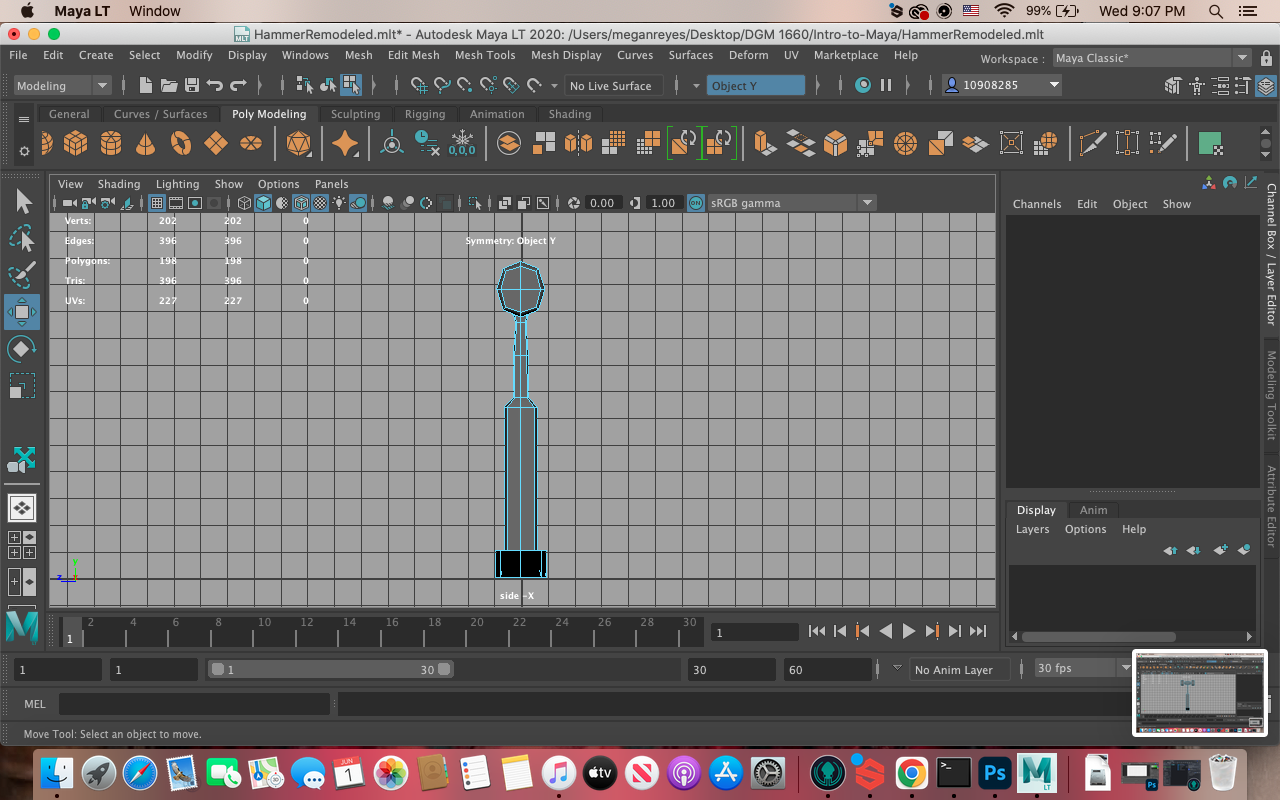 Maya LT Window 99% Wed 9:07 PM
HammerRemodeled.mlt* - Autodesk Maya LT 2020: /Users/meganreyes/Desktop/DGM 1660/Intro-to-Maya/HammerRemodeled.mlt
File Edit Create Select Modify Display Windows Mesh Edit Mesh Mesh Tools Mesh Display Curves Surfaces Deform UV Marketplace Help Workspace : Maya Classic*
Modeling No Live Surface Object Y 10908285
General Curves / Surfaces Poly Modeling Sculpting Rigging Animation Shading
0,0,0
View Shading Lighting Show Options Panels
0.00 1.00 ON sRGB gamma
Channels Edit Object Show
Verts: 202 202 0
Edges: 396 396 0
Polygons: 198 198 0
Tris: 396 396 0
UVs: 227 227 0
Symmetry: Object Y
Channel Box / Layer Editor
Modeling Toolkit
Attribute Editor
Display Anim
Layers Options Help
y
z x
side -X
2 4 6 8 10 12 14 16 18 20 22 24 26 28 30
1 1
1 1 1 30 30 60 No Anim Layer 30 fps
MEL
Move Tool: Select an object to move.
JUN
1
tv
Ps
M
LT